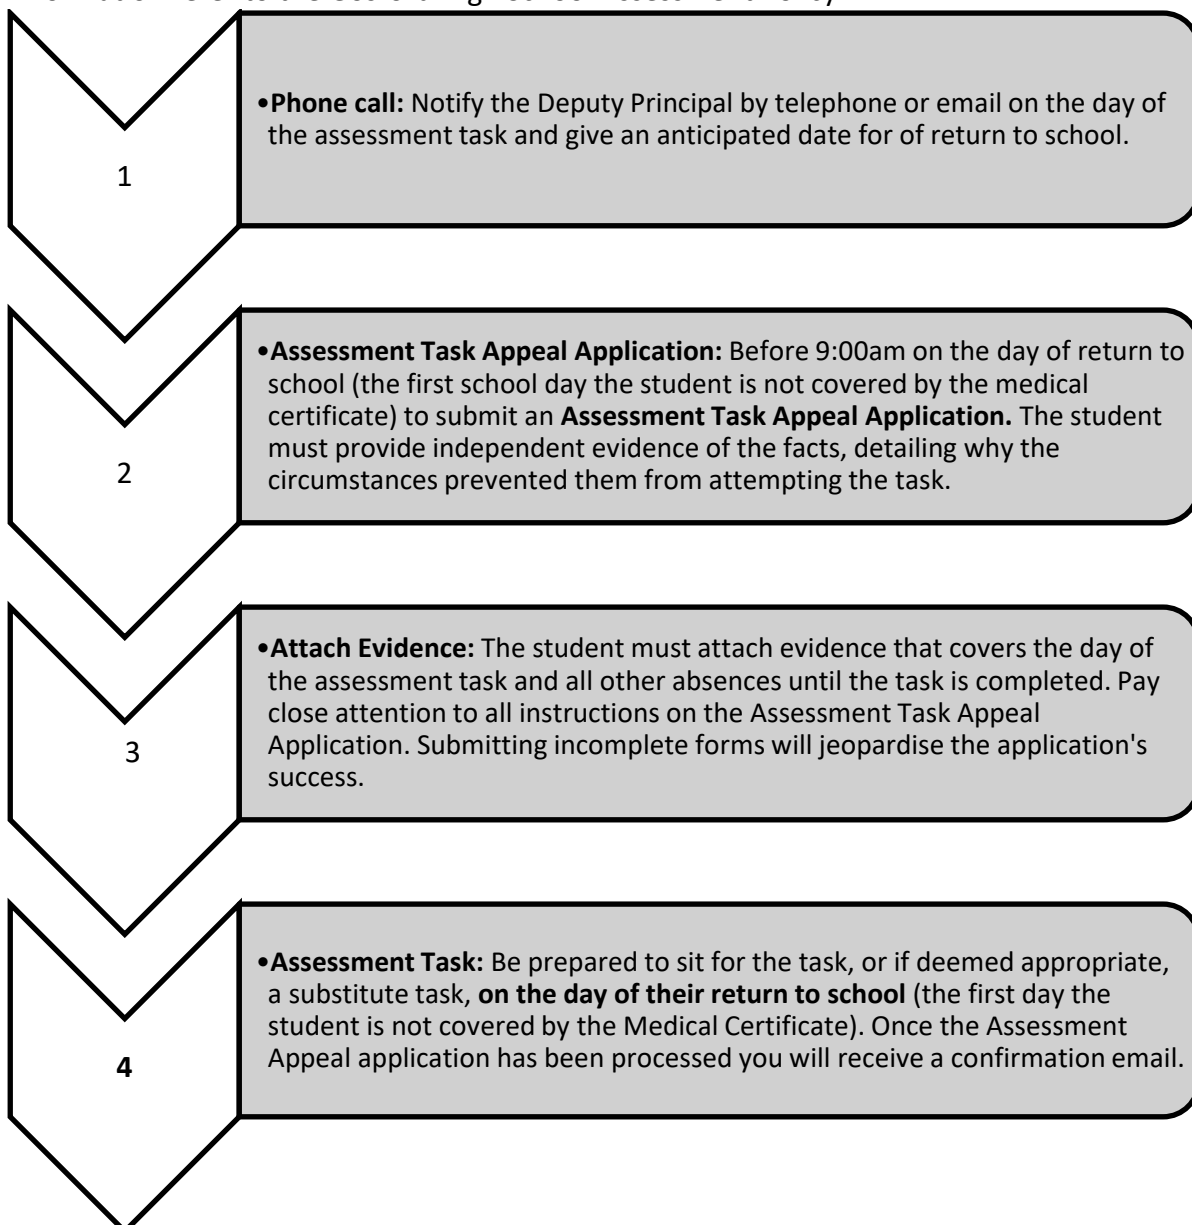 1
•Phone call: Notify the Deputy Principal by telephone or email on the day of
the assessment task and give an anticipated date for of return to school.
2
•Assessment Task Appeal Application: Before 9:00am on the day of return to
school (the first school day the student is not covered by the medical
certificate) to submit an Assessment Task Appeal Application. The student
must provide independent evidence of the facts, detailing why the
circumstances prevented them from attempting the task.
3
•Attach Evidence: The student must attach evidence that covers the day of
the assessment task and all other absences until the task is completed. Pay
close attention to all instructions on the Assessment Task Appeal
Application. Submitting incomplete forms will jeopardise the application's
success.
4
•Assessment Task: Be prepared to sit for the task, or if deemed appropriate,
a substitute task, on the day of their return to school (the first day the
student is not covered by the Medical Certificate). Once the Assessment
Appeal application has been processed you will receive a confirmation email.